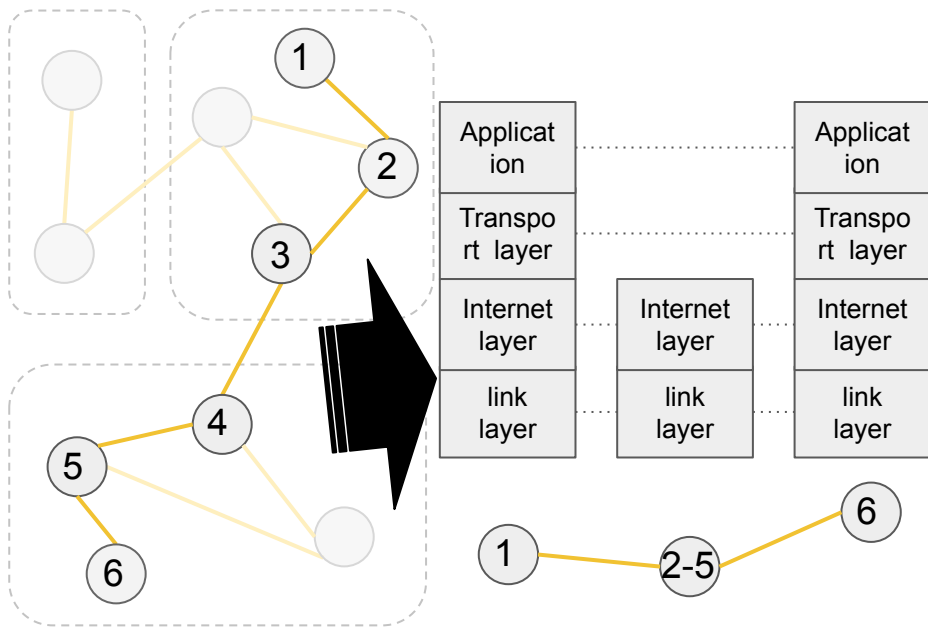 1
2
3
4
5
6
Applicat
ion
Transpo
rt layer
Internet
layer
link
layer
Internet
layer
link
layer
Applicat
ion
Transpo
rt layer
Internet
layer
link
layer
1
2-5
6